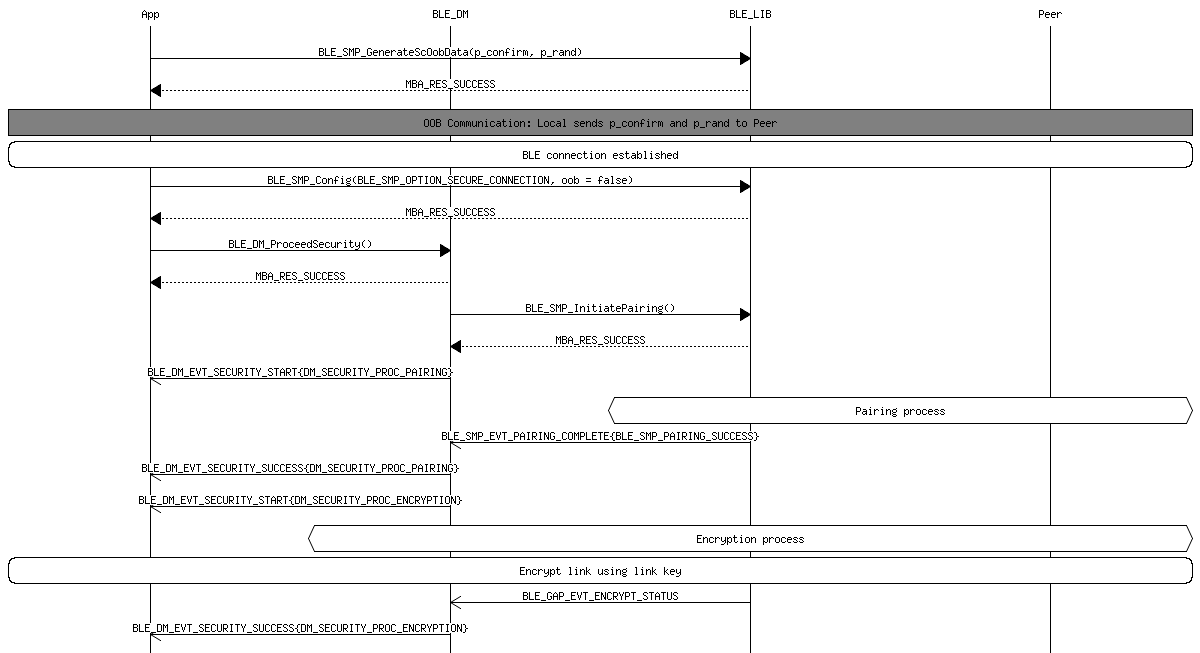 App
BLE_DM
BLE_LIB
Peer
BLE_SMP_GenerateScOobData(p_confirm, p_rand)
MBA_RES_SUCCESS
OOB Communication: Local sends p_confirm and p_rand to Peer
BLE connection established
BLE_SMP_Config(BLE_SMP_OPTION_SECURE_CONNECTION, oob = false)
MBA_RES_SUCCESS
BLE_DM_ProceedSecurity()
MBA_RES_SUCCESS
BLE_SMP_InitiatePairing()
MBA_RES_SUCCESS
BLE_DM_EVT_SECURITY_START{DM_SECURITY_PROC_PAIRING}
Pairing process
BLE_SMP_EVT_PAIRING_COMPLETE{BLE_SMP_PAIRING_SUCCESS}
BLE_DM_EVT_SECURITY_SUCCESS{DM_SECURITY_PROC_PAIRING}
BLE_DM_EVT_SECURITY_START{DM_SECURITY_PROC_ENCRYPTION}
Encryption process
Encrypt link using link key
BLE_GAP_EVT_ENCRYPT_STATUS
BLE_DM_EVT_SECURITY_SUCCESS{DM_SECURITY_PROC_ENCRYPTION}